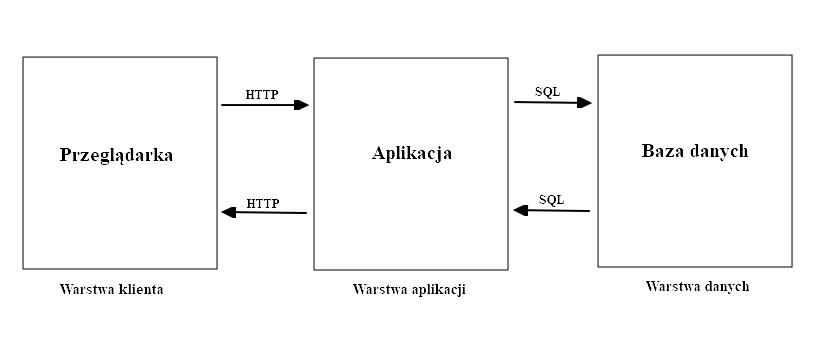 HTTP
SQL
Przeglądarka
Aplikacja
Baza danych
HTTP
SQL
Warstwa klienta
Warstwa aplikacji
Warstwa danych